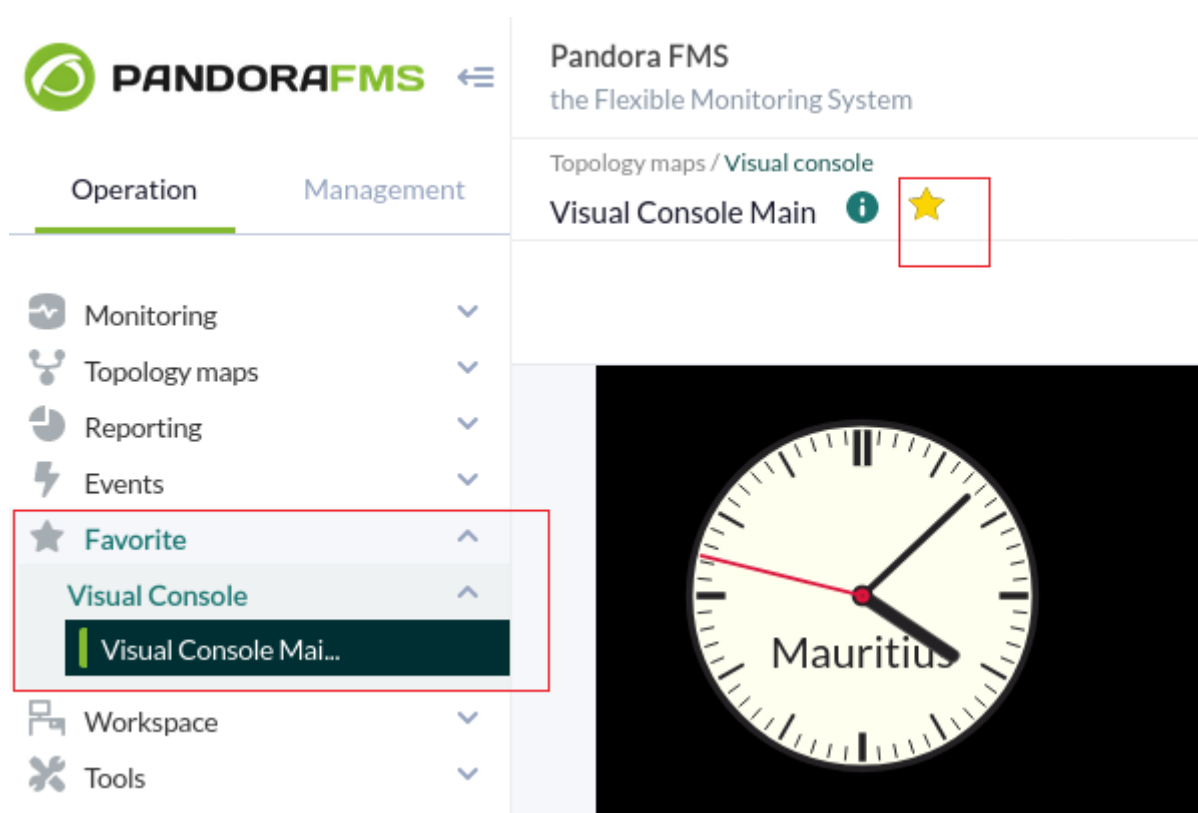 PANDORAFMS
Operation
Management
Monitoring
Topology maps
Reporting
Events
Favorite
Visual Console
Visual Console Mai...
Workspace
Tools
Pandora FMS
the Flexible Monitoring System
Topology maps / Visual console
Visual Console Main
Mauritius